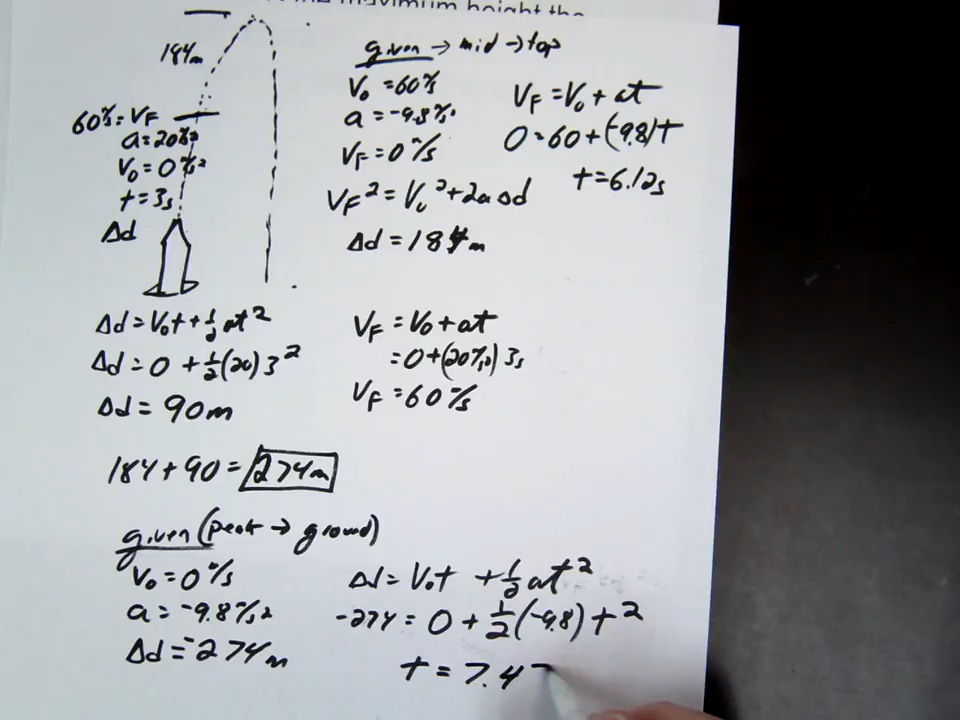 maximum height the
184m
60m/s = VF
a = 20m/s²
V₀ = 0m/s²
t = 3s
Δd
given → mid → top
V₀ = 60m/s
a = -9.8m/s²
VF = 0m/s
VF² = V₀² + 2aΔd
Δd = 184m
VF = V₀ + at
0 = 60 + (-9.8)t
t = 6.12s
Δd = V₀t + ½at²
Δd = 0 + ½(20)3²
Δd = 90m
VF = V₀ + at
= 0 + (20m/s²)3s
VF = 60m/s
184 + 90 = 274m
given (peak → ground)
V₀ = 0m/s
a = -9.8m/s²
Δd = -274m
Δd = V₀t + ½at²
-274 = 0 + ½(-9.8)t²
t = 7.4